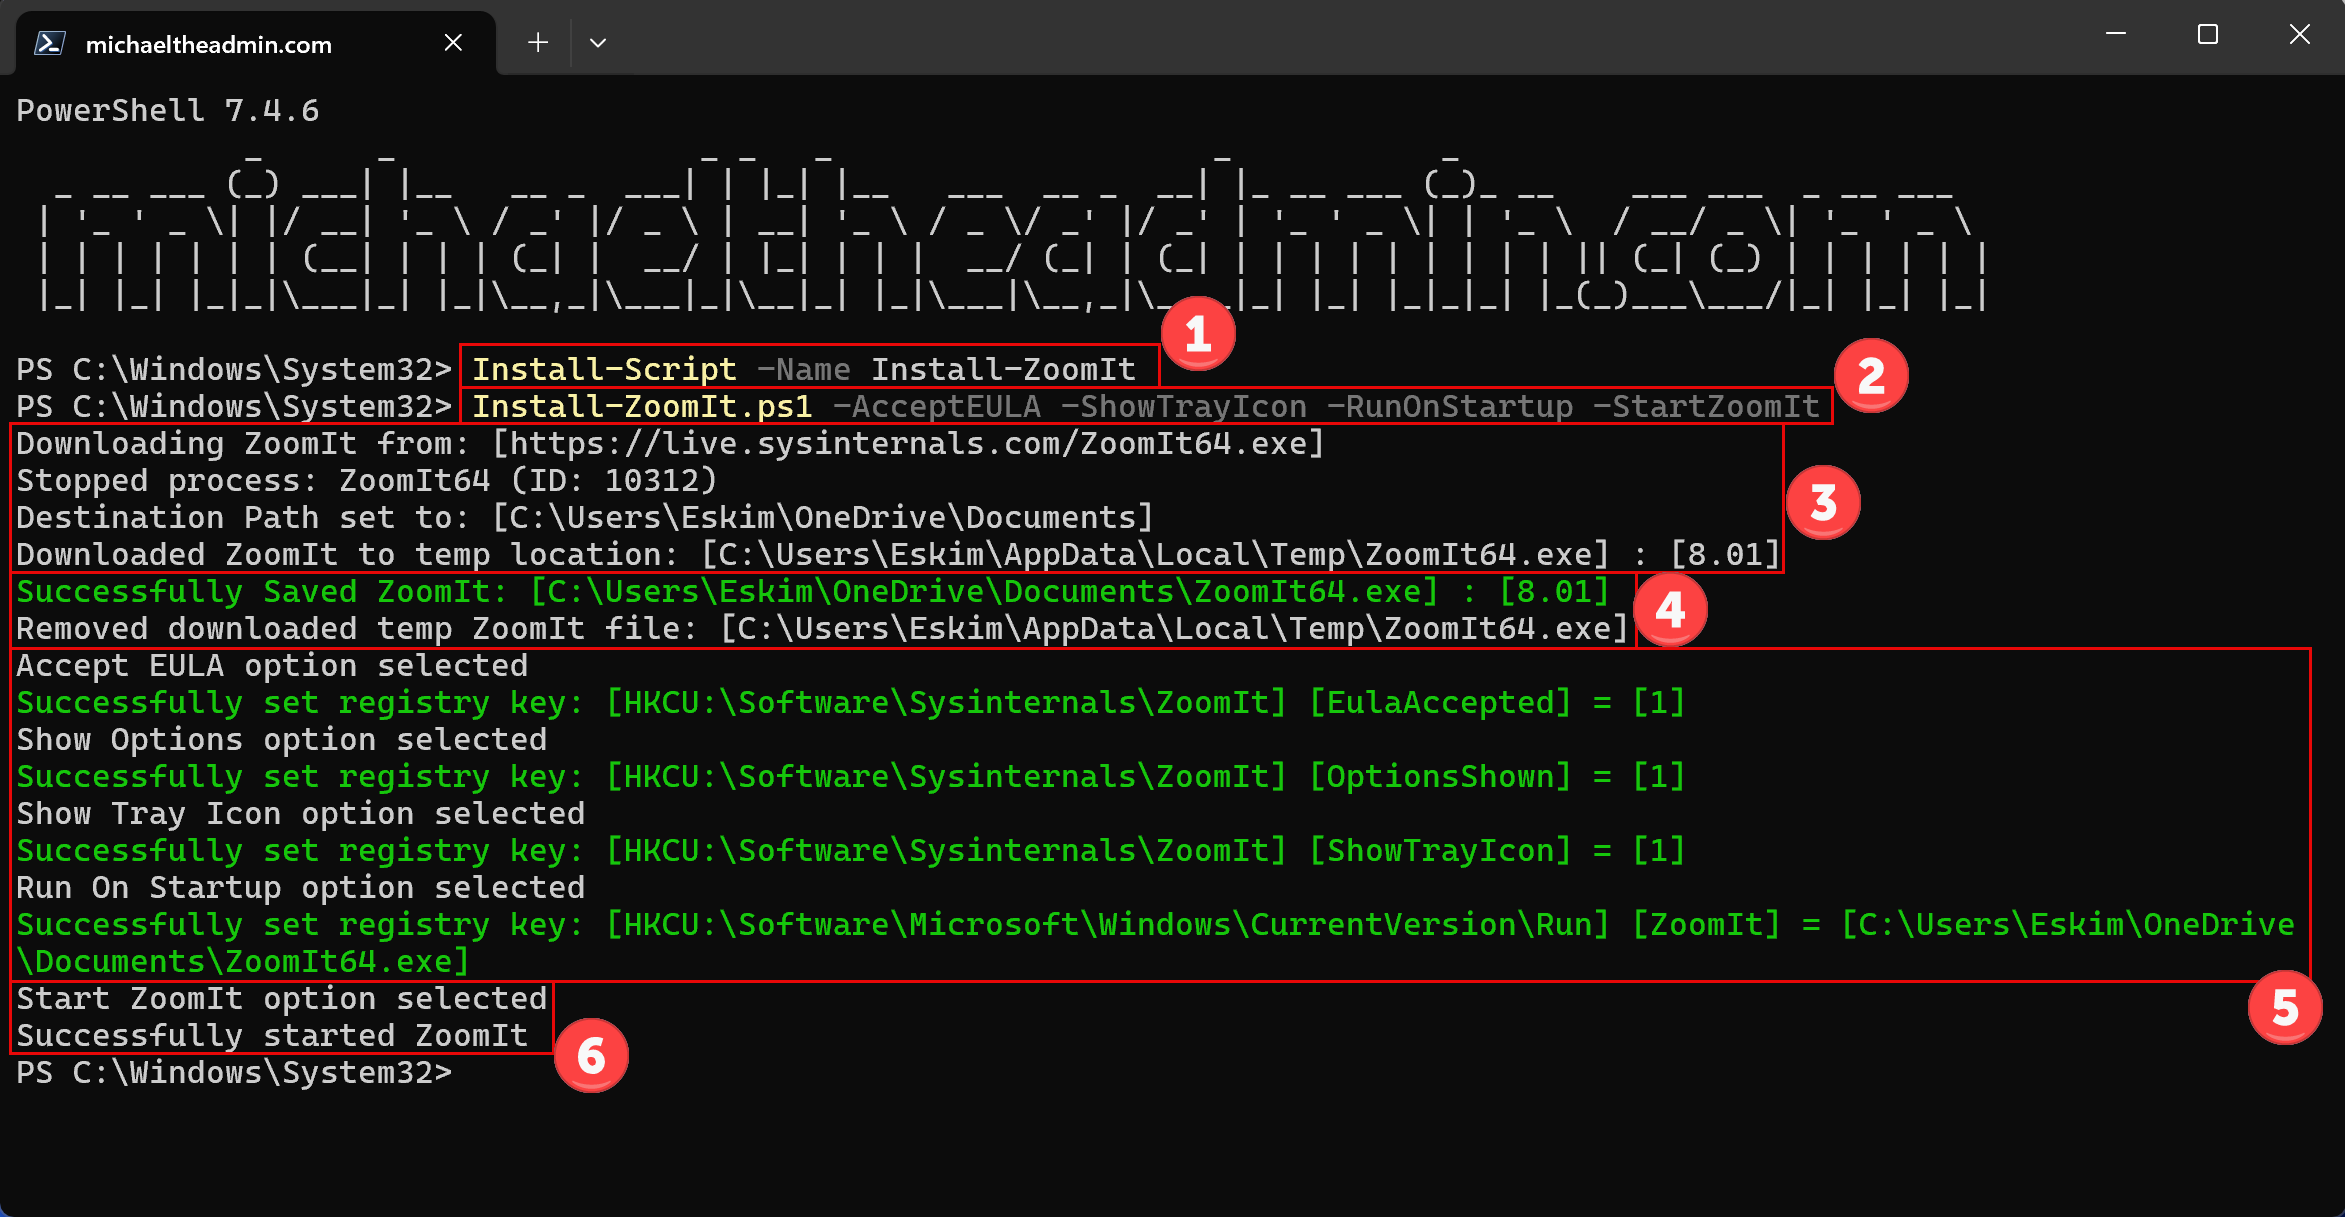 michaeltheadmin.com
PowerShell 7.4.6
michaeltheadmin.com
PS C:\Windows\System32> Install-Script -Name Install-ZoomIt
1
PS C:\Windows\System32> Install-ZoomIt.ps1 -AcceptEULA -ShowTrayIcon -RunOnStartup -StartZoomIt
2
Downloading ZoomIt from: [https://live.sysinternals.com/ZoomIt64.exe]
Stopped process: ZoomIt64 (ID: 10312)
Destination Path set to: [C:\Users\Eskim\OneDrive\Documents]
Downloaded ZoomIt to temp location: [C:\Users\Eskim\AppData\Local\Temp\ZoomIt64.exe] : [8.01]
3
Successfully Saved ZoomIt: [C:\Users\Eskim\OneDrive\Documents\ZoomIt64.exe] : [8.01]
Removed downloaded temp ZoomIt file: [C:\Users\Eskim\AppData\Local\Temp\ZoomIt64.exe]
4
Accept EULA option selected
Successfully set registry key: [HKCU:\Software\Sysinternals\ZoomIt] [EulaAccepted] = [1]
Show Options option selected
Successfully set registry key: [HKCU:\Software\Sysinternals\ZoomIt] [OptionsShown] = [1]
Show Tray Icon option selected
Successfully set registry key: [HKCU:\Software\Sysinternals\ZoomIt] [ShowTrayIcon] = [1]
Run On Startup option selected
Successfully set registry key: [HKCU:\Software\Microsoft\Windows\CurrentVersion\Run] [ZoomIt] = [C:\Users\Eskim\OneDrive
\Documents\ZoomIt64.exe]
5
Start ZoomIt option selected
Successfully started ZoomIt
6
PS C:\Windows\System32>